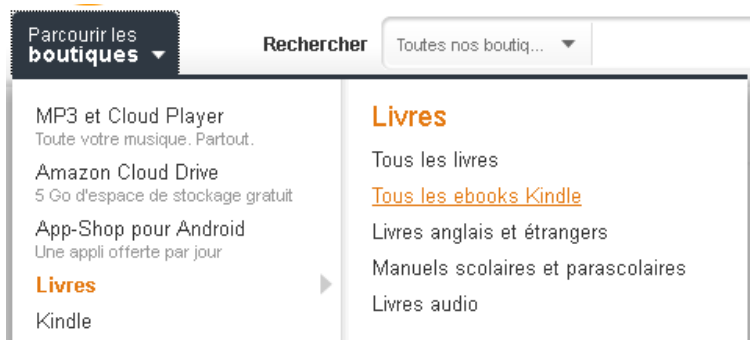 Parcourir les
boutiques
Rechercher
Toutes nos boutiq...
MP3 et Cloud Player
Toute votre musique. Partout.
Amazon Cloud Drive
5 Go d'espace de stockage gratuit
App-Shop pour Android
Une appli offerte par jour
Livres
Kindle
Livres
Tous les livres
Tous les ebooks Kindle
Livres anglais et étrangers
Manuels scolaires et parascolaires
Livres audio